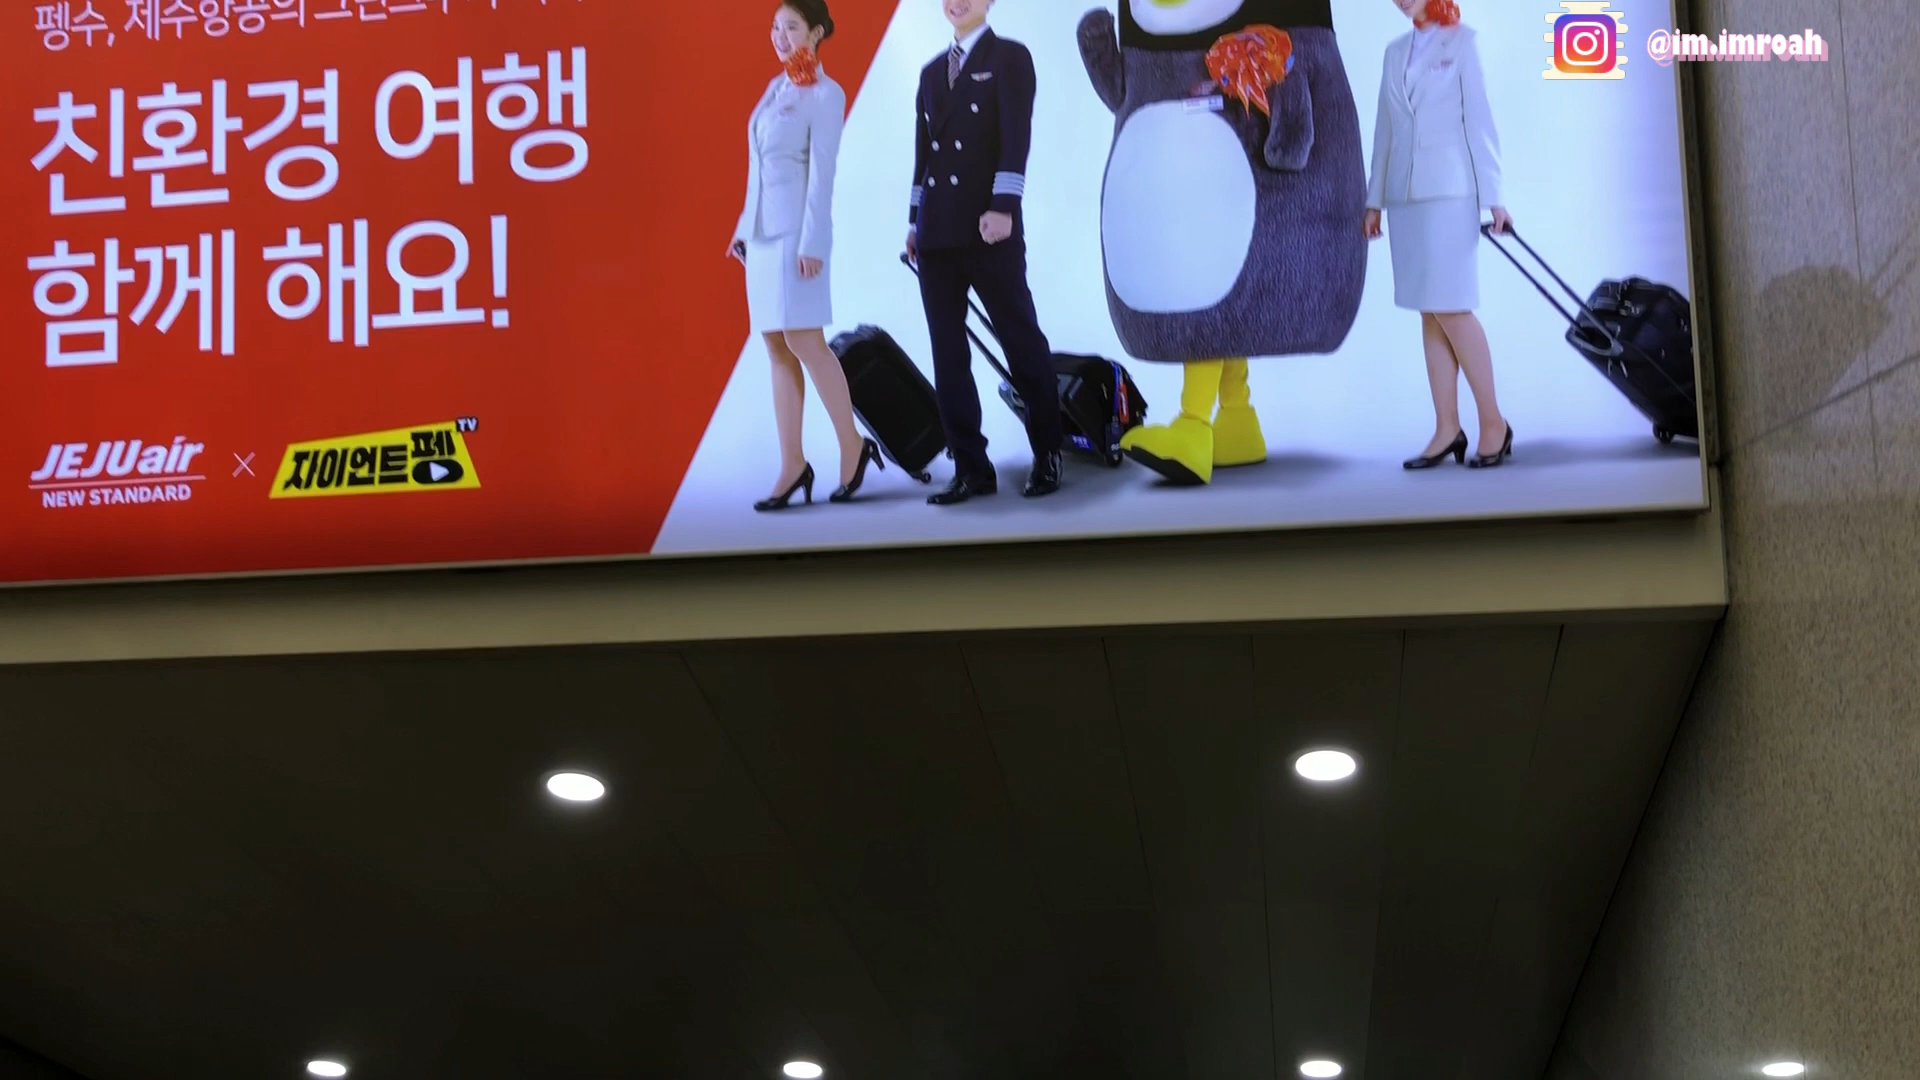 펭수, 제주항공의
친환경 여행
함께 해요!
JEJUair
NEW STANDARD
×
자이언트펭
TV
@im.imroah